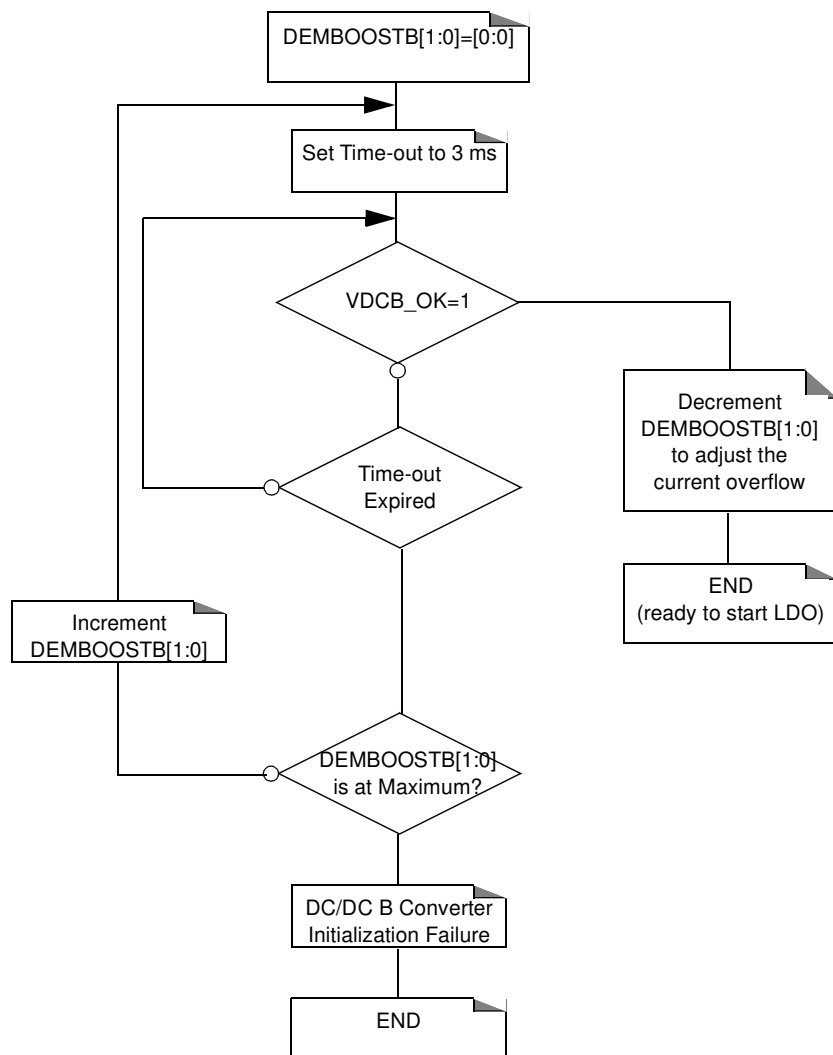 DEMBOOSTB[1:0]=[0:0]
Set Time-out to 3 ms
VDCB_OK=1
Decrement
DEMBOOSTB[1:0]
to adjust the
current overflow
Time-out
Expired
END
(ready to start LDO)
Increment
DEMBOOSTB[1:0]
DEMBOOSTB[1:0]
is at Maximum?
DC/DC B Converter
Initialization Failure
END